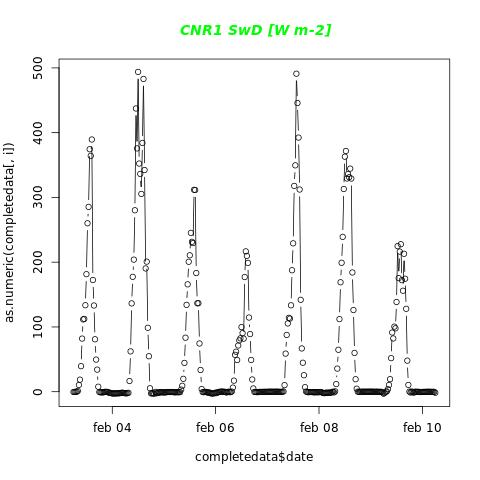 CNR1 SwD [W m-2]
500
400
300
200
100
0
as.numeric(completedata[, i])
feb 04
feb 06
feb 08
feb 10
completedata$date